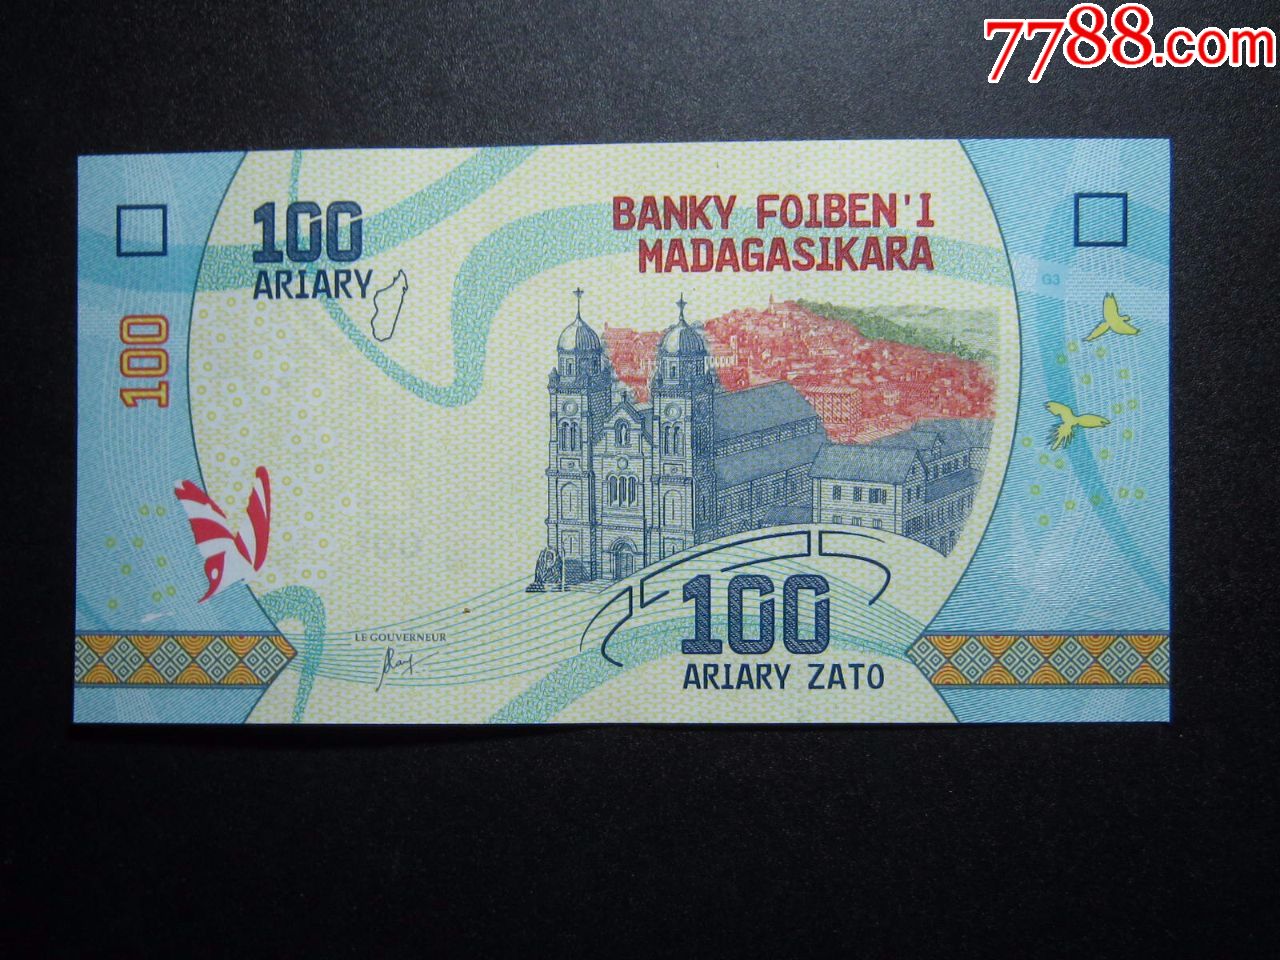 7788.com
100
ARIARY
BANKY FOIBEN'I
MADAGASIKARA
G3
100
LE GOUVERNEUR
100
ARIARY ZATO